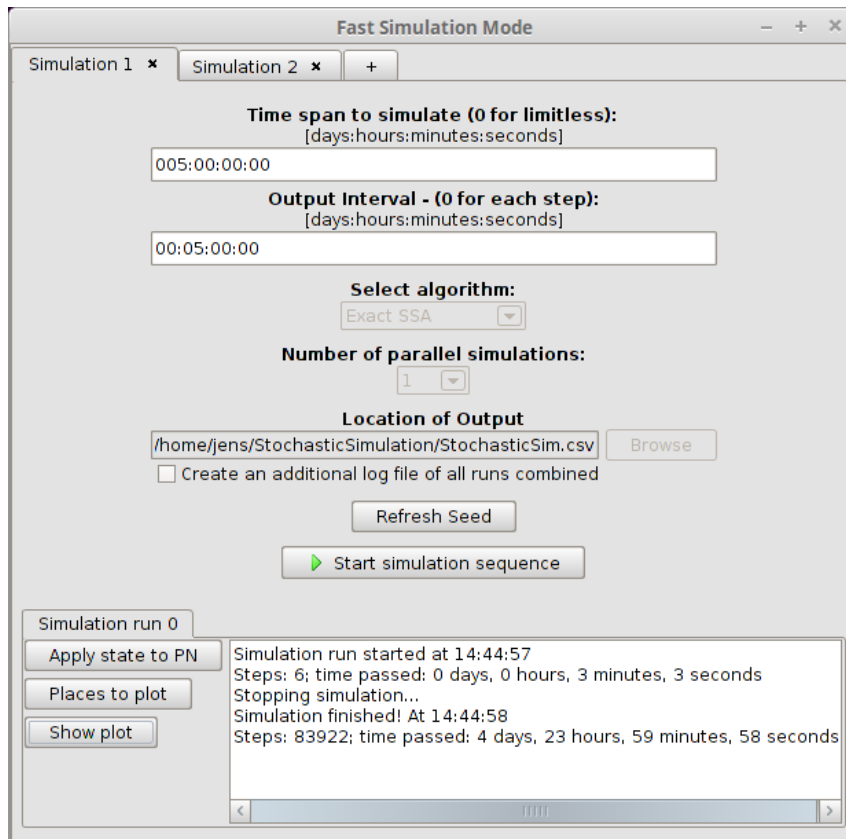 Fast Simulation Mode
Simulation 1
Simulation 2
+
Time span to simulate (0 for limitless):
[days:hours:minutes:seconds]
005:00:00:00
Output Interval - (0 for each step):
[days:hours:minutes:seconds]
00:05:00:00
Select algorithm:
Exact SSA
Number of parallel simulations:
1
Location of Output
/home/jens/StochasticSimulation/StochasticSim.csv
Browse
Create an additional log file of all runs combined
Refresh Seed
Start simulation sequence
Simulation run 0
Apply state to PN
Places to plot
Show plot
Simulation run started at 14:44:57
Steps: 6; time passed: 0 days, 0 hours, 3 minutes, 3 seconds
Stopping simulation...
Simulation finished! At 14:44:58
Steps: 83922; time passed: 4 days, 23 hours, 59 minutes, 58 seconds